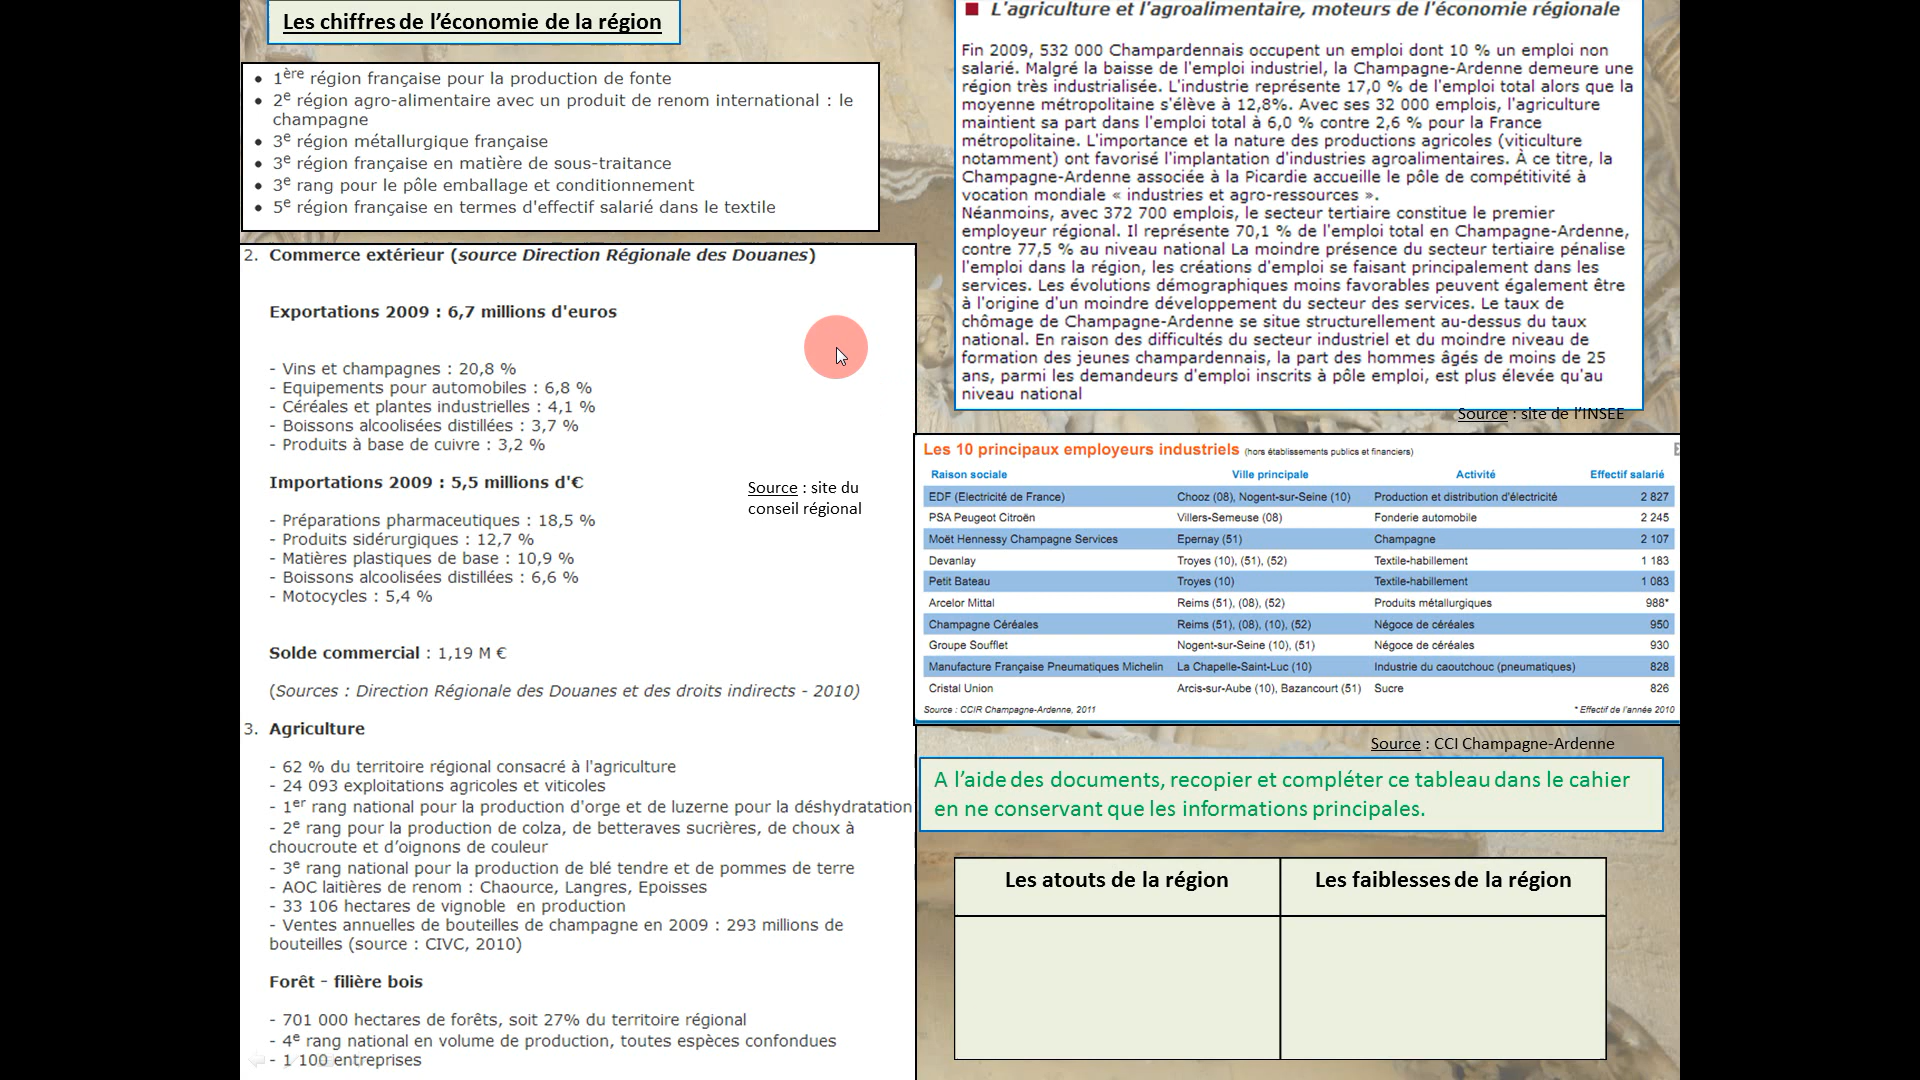 Les chiffres de l'économie de la région
• 1ère région française pour la production de fonte
• 2e région agro-alimentaire avec un produit de renom international : le
champagne
• 3e région métallurgique française
• 3e région française en matière de sous-traitance
• 3e rang pour le pôle emballage et conditionnement
• 5e région française en termes d'effectif salarié dans le textile
2. Commerce extérieur (source Direction Régionale des Douanes)
Exportations 2009 : 6,7 millions d'euros
- Vins et champagnes : 20,8 %
- Equipements pour automobiles : 6,8 %
- Céréales et plantes industrielles : 4,1 %
- Boissons alcoolisées distillées : 3,7 %
- Produits à base de cuivre : 3,2 %
Importations 2009 : 5,5 millions d'€
- Préparations pharmaceutiques : 18,5 %
- Produits sidérurgiques : 12,7 %
- Matières plastiques de base : 10,9 %
- Boissons alcoolisées distillées : 6,6 %
- Motocycles : 5,4 %
Source : site du
conseil régional
Solde commercial : 1,19 M €
(Sources : Direction Régionale des Douanes et des droits indirects - 2010)
3. Agriculture
- 62 % du territoire régional consacré à l'agriculture
- 24 093 exploitations agricoles et viticoles
- 1er rang national pour la production d'orge et de luzerne pour la déshydratation
- 2e rang pour la production de colza, de betteraves sucrières, de choux à
choucroute et d'oignons de couleur
- 3e rang national pour la production de blé tendre et de pommes de terre
- AOC laitières de renom : Chaource, Langres, Epoisses
- 33 106 hectares de vignoble en production
- Ventes annuelles de bouteilles de champagne en 2009 : 293 millions de
bouteilles (source : CIVC, 2010)
Forêt - filière bois
- 701 000 hectares de forêts, soit 27% du territoire régional
- 4e rang national en volume de production, toutes espèces confondues
- 1 100 entreprises
L'agriculture et l'agroalimentaire, moteurs de l'économie régionale
Fin 2009, 532 000 Champardennais occupent un emploi dont 10 % un emploi non
salarié. Malgré la baisse de l'emploi industriel, la Champagne-Ardenne demeure une
région très industrialisée. L'industrie représente 17,0 % de l'emploi total alors que la
moyenne métropolitaine s'élève à 12,8%. Avec ses 32 000 emplois, l'agriculture
maintient sa part dans l'emploi total à 6,0 % contre 2,6 % pour la France
métropolitaine. L'importance et la nature des productions agricoles (viticulture
notamment) ont favorisé l'implantation d'industries agroalimentaires. À ce titre, la
Champagne-Ardenne associée à la Picardie accueille le pôle de compétitivité à
vocation mondiale « industries et agro-ressources ».
Néanmoins, avec 372 700 emplois, le secteur tertiaire constitue le premier
employeur régional. Il représente 70,1 % de l'emploi total en Champagne-Ardenne,
contre 77,5 % au niveau national La moindre présence du secteur tertiaire pénalise
l'emploi dans la région, les créations d'emploi se faisant principalement dans les
services. Les évolutions démographiques moins favorables peuvent également être
à l'origine d'un moindre développement du secteur des services. Le taux de
chômage de Champagne-Ardenne se situe structurellement au-dessus du taux
national. En raison des difficultés du secteur industriel et du moindre niveau de
formation des jeunes champardennais, la part des hommes âgés de moins de 25
ans, parmi les demandeurs d'emploi inscrits à pôle emploi, est plus élevée qu'au
niveau national
Source : site de l'INSEE
Les 10 principaux employeurs industriels (hors établissements publics et financiers)
Raison sociale Ville principale Activité Effectif salarié
EDF (Electricité de France) Chooz (08), Nogent-sur-Seine (10) Production et distribution d'électricité 2 827
PSA Peugeot Citroën Villers-Semeuse (08) Fonderie automobile 2 245
Moët Hennessy Champagne Services Epernay (51) Champagne 2 107
Devanlay Troyes (10), (51), (52) Textile-habillement 1 183
Petit Bateau Troyes (10) Textile-habillement 1 083
Arcelor Mittal Reims (51), (08), (52) Produits métallurgiques 988*
Champagne Céréales Reims (51), (08), (10), (52) Négoce de céréales 950
Groupe Soufflet Nogent-sur-Seine (10), (51) Négoce de céréales 930
Manufacture Française Pneumatiques Michelin La Chapelle-Saint-Luc (10) Industrie du caoutchouc (pneumatiques) 828
Cristal Union Arcis-sur-Aube (10), Bazancourt (51) Sucre 826
Source : CCIR Champagne-Ardenne, 2011 * Effectif de l'année 2010
Source : CCI Champagne-Ardenne
A l'aide des documents, recopier et compléter ce tableau dans le cahier
en ne conservant que les informations principales.
Les atouts de la région Les faiblesses de la région